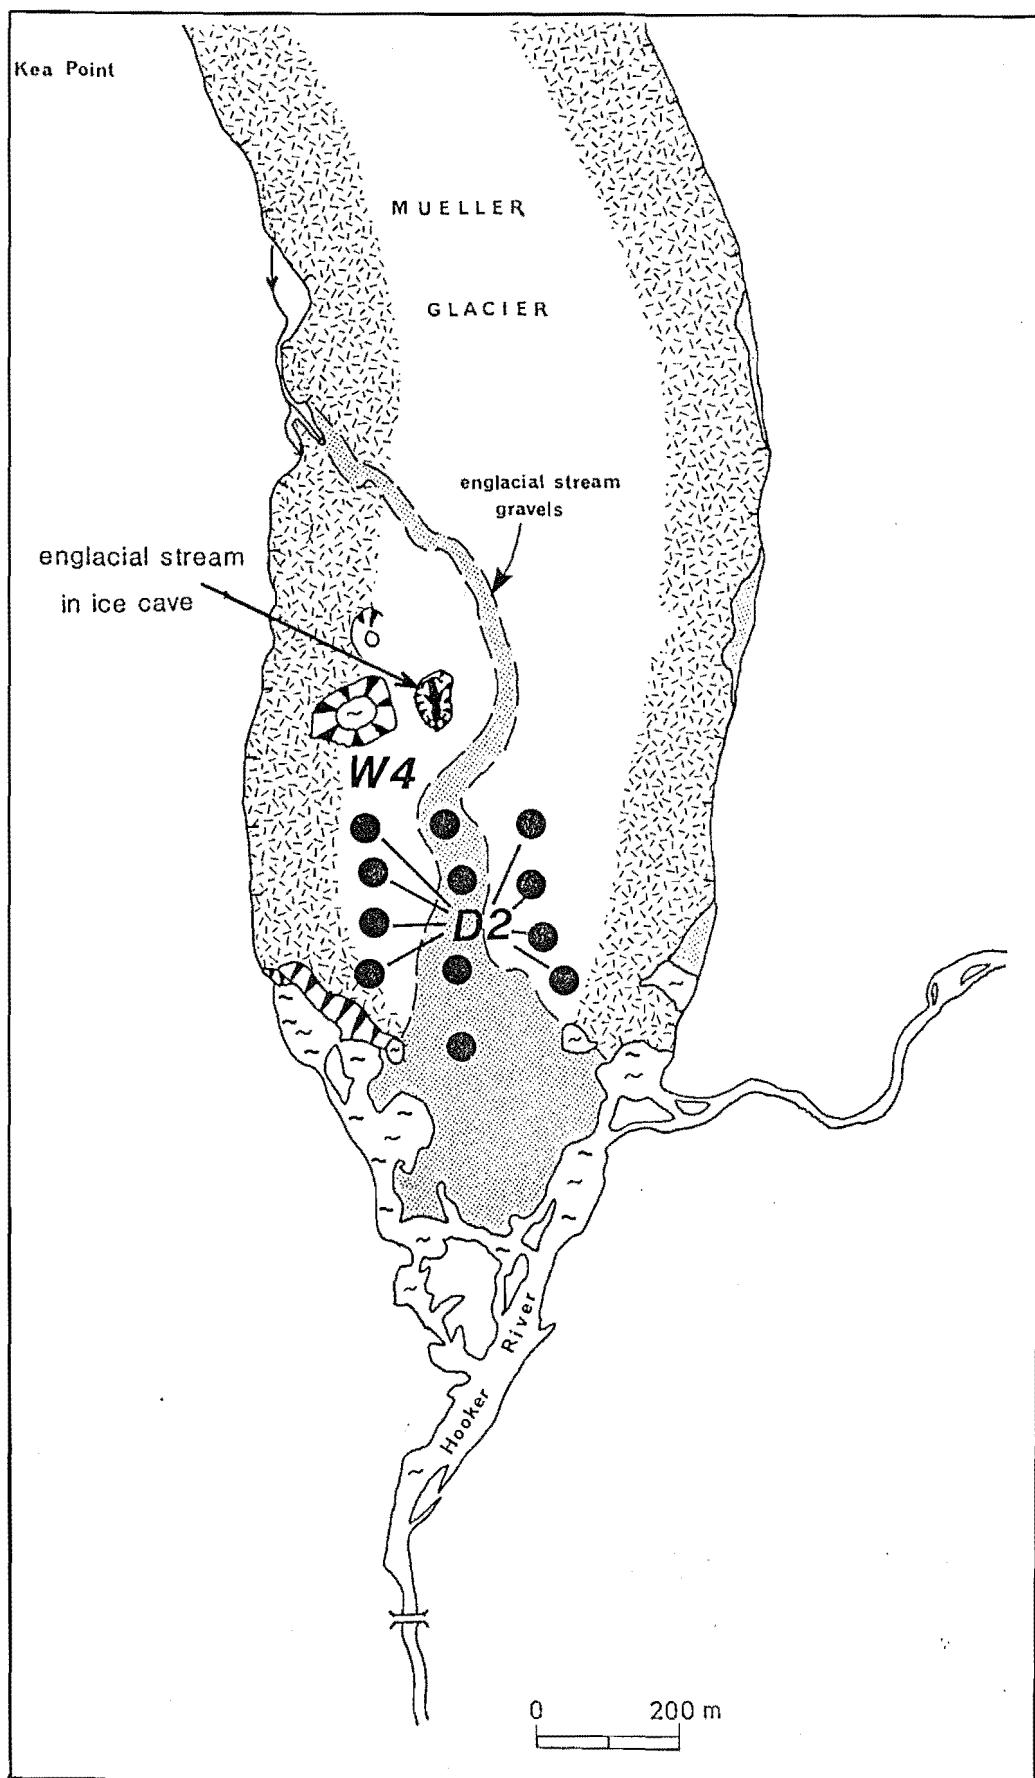 Kea Point
MUELLER
GLACIER
englacial stream
gravels
englacial stream
in ice cave
W4
D2
Hooker River
0 200 m